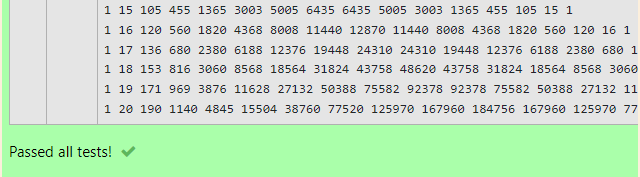 1 15 105 455 1365 3003 5005 6435 6435 5005 3003 1365 455 105 15 1
1 16 120 560 1820 4368 8008 11440 12870 11440 8008 4368 1820 560 120 16 1
1 17 136 680 2380 6188 12376 19448 24310 24310 19448 12376 6188 2380 680 1
1 18 153 816 3060 8568 18564 31824 43758 48620 43758 31824 18564 8568 3060
1 19 171 969 3876 11628 27132 50388 75582 92378 92378 75582 50388 27132 11
1 20 190 1140 4845 15504 38760 77520 125970 167960 184756 167960 125970 77
Passed all tests!